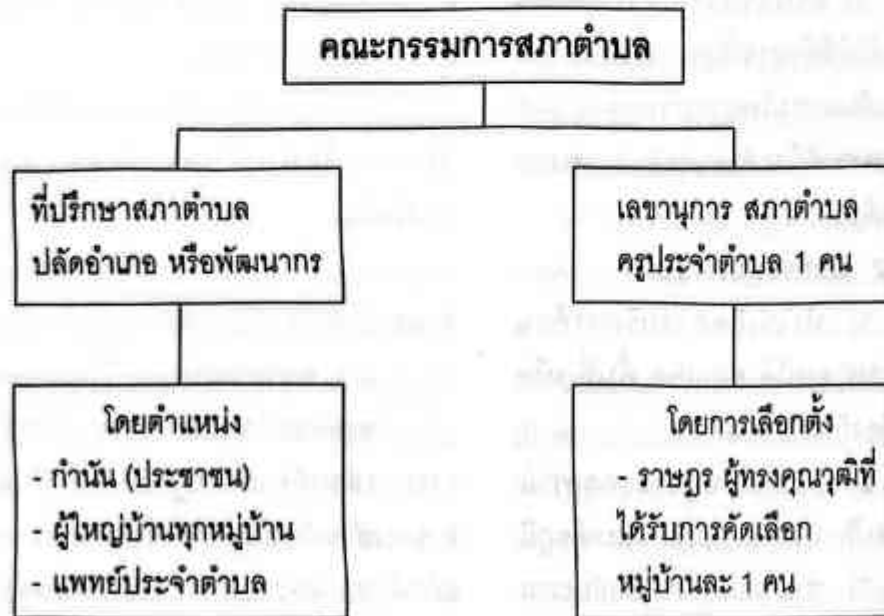 คณะกรรมการสภาตำบล
ที่ปรึกษาสภาตำบล
ปลัดอำเภอ หรือพัฒนากร
เลขานุการ สภาตำบล
ครูประจำตำบล 1 คน
โดยตำแหน่ง
- กำนัน (ประชาชน)
- ผู้ใหญ่บ้านทุกหมู่บ้าน
- แพทย์ประจำตำบล
โดยการเลือกตั้ง
- ราษฎร ผู้ทรงคุณวุฒิที่
ได้รับการคัดเลือก
หมู่บ้านละ 1 คน